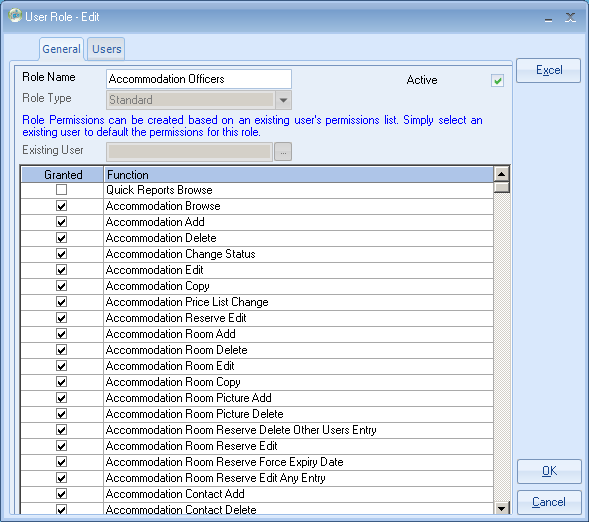 User Role - Edit
General Users
Role Name Accommodation Officers Active
Excel
Role Type Standard
Role Permissions can be created based on an existing user's permissions list. Simply select an
existing user to default the permissions for this role.
Existing User ...
Granted Function
Quick Reports Browse
Accommodation Browse
Accommodation Add
Accommodation Delete
Accommodation Change Status
Accommodation Edit
Accommodation Copy
Accommodation Price List Change
Accommodation Reserve Edit
Accommodation Room Add
Accommodation Room Delete
Accommodation Room Edit
Accommodation Room Copy
Accommodation Room Picture Add
Accommodation Room Picture Delete
Accommodation Room Reserve Delete Other Users Entry
Accommodation Room Reserve Edit
Accommodation Room Reserve Force Expiry Date
Accommodation Room Reserve Edit Any Entry
Accommodation Contact Add
Accommodation Contact Delete
OK
Cancel